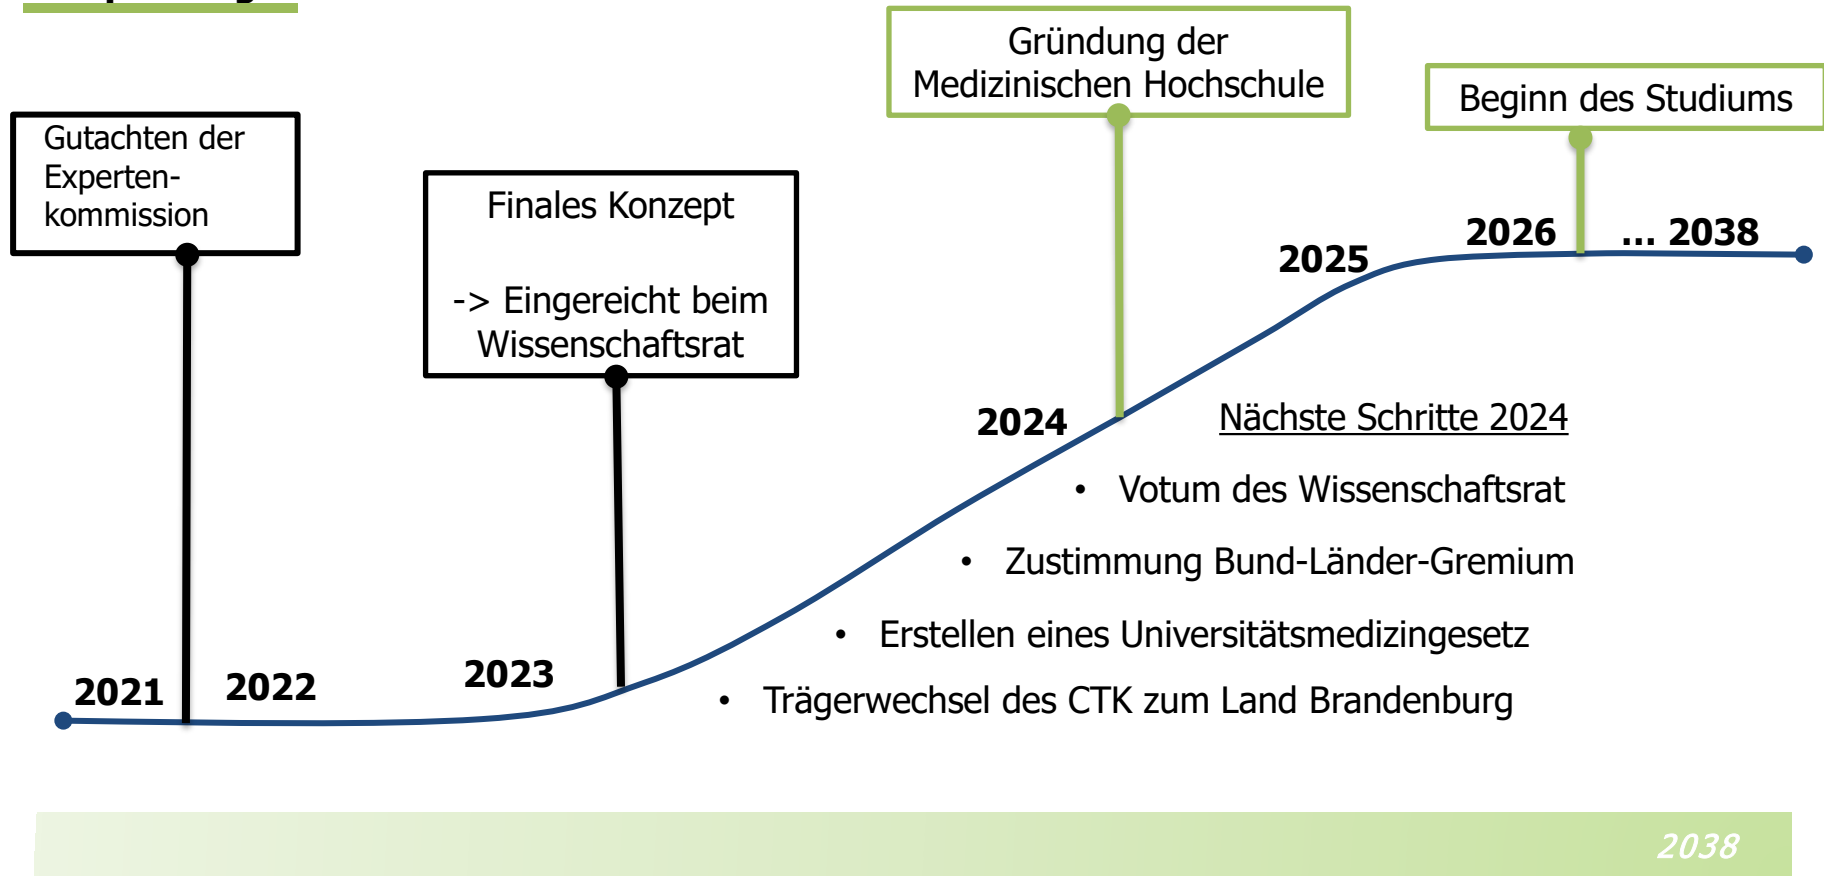 Gründung der
Medizinischen Hochschule
Beginn des Studiums
Gutachten der
Experten-
kommission
Finales Konzept
-> Eingereicht beim
Wissenschaftsrat
2021
2022
2023
2024
2025
2026
... 2038
Nächste Schritte 2024
• Votum des Wissenschaftsrat
• Zustimmung Bund-Länder-Gremium
• Erstellen eines Universitätsmedizingesetz
• Trägerwechsel des CTK zum Land Brandenburg
2038